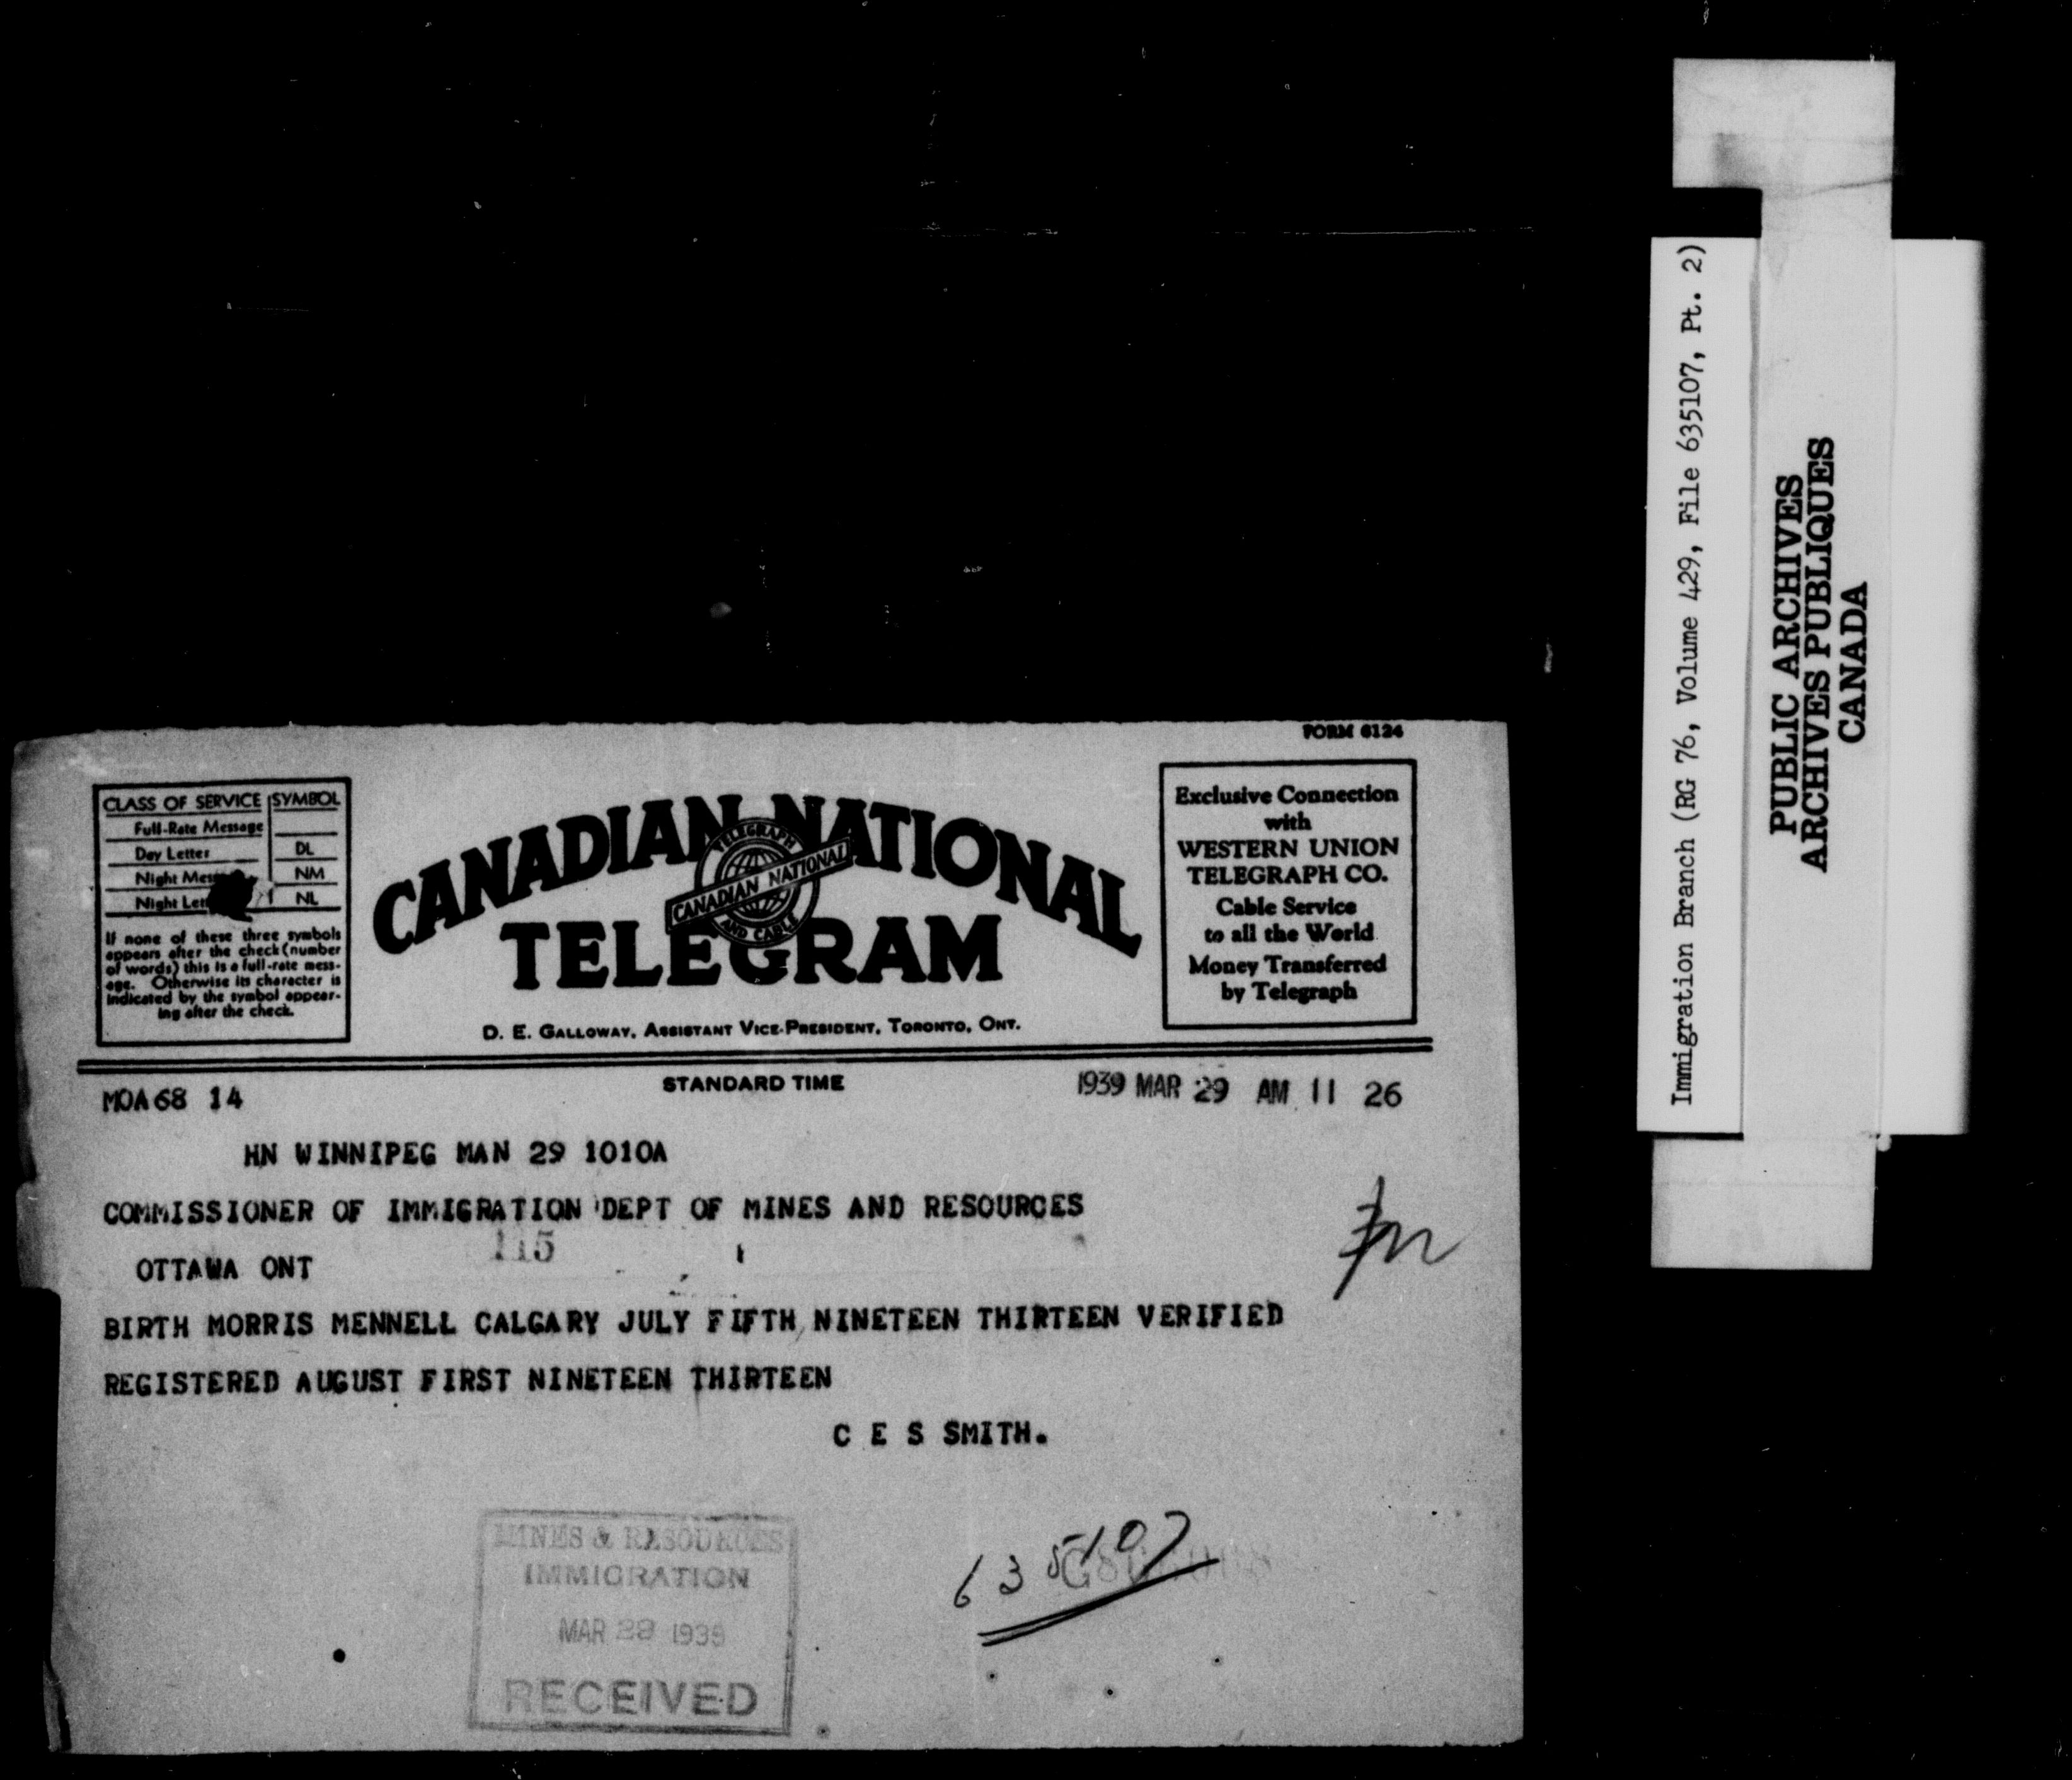 FORM 6124
CLASS OF SERVICE SYMBOL
Full-Rate Message
Day Letter DL
Night NM
Night NL
If none of these three symbols
appears after the check (number
of words) this is a full-rate mess-
age. Otherwise its character is
indicated by the symbol appear-
ing after the check.
CANADIAN NATIONAL
TELEGRAPH
CANADIAN NATIONAL
AND CABLE
TELEGRAM
D. E. GALLOWAY, ASSISTANT VICE-PRESIDENT, TORONTO, ONT.
Exclusive Connection
with
WESTERN UNION
TELEGRAPH CO.
Cable Service
to all the World
Money Transferred
by Telegraph
STANDARD TIME
MOA68 14
1939 MAR 29 AM 11 26
HN WINNIPEG MAN 29 1010A
COMMISSIONER OF IMMIGRATION DEPT OF MINES AND RESOURCES
115
OTTAWA ONT
BIRTH MORRIS MENNELL CALGARY JULY FIFTH NINETEEN THIRTEEN VERIFIED
REGISTERED AUGUST FIRST NINETEEN THIRTEEN
C E S SMITH.
MINES & RESOURCES
IMMIGRATION
MAR 1939
RECEIVED
635107
Immigration Branch (RG 76, Volume 429, File 635107, Pt. 2)
PUBLIC ARCHIVES
ARCHIVES PUBLIQUES
CANADA